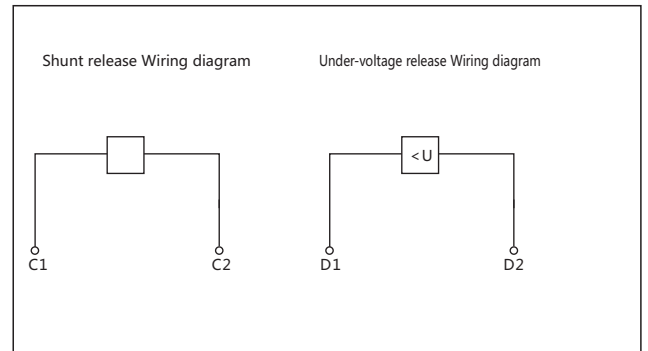 Shunt release Wiring diagram
Under-voltage release Wiring diagram
<U
C1
C2
D1
D2